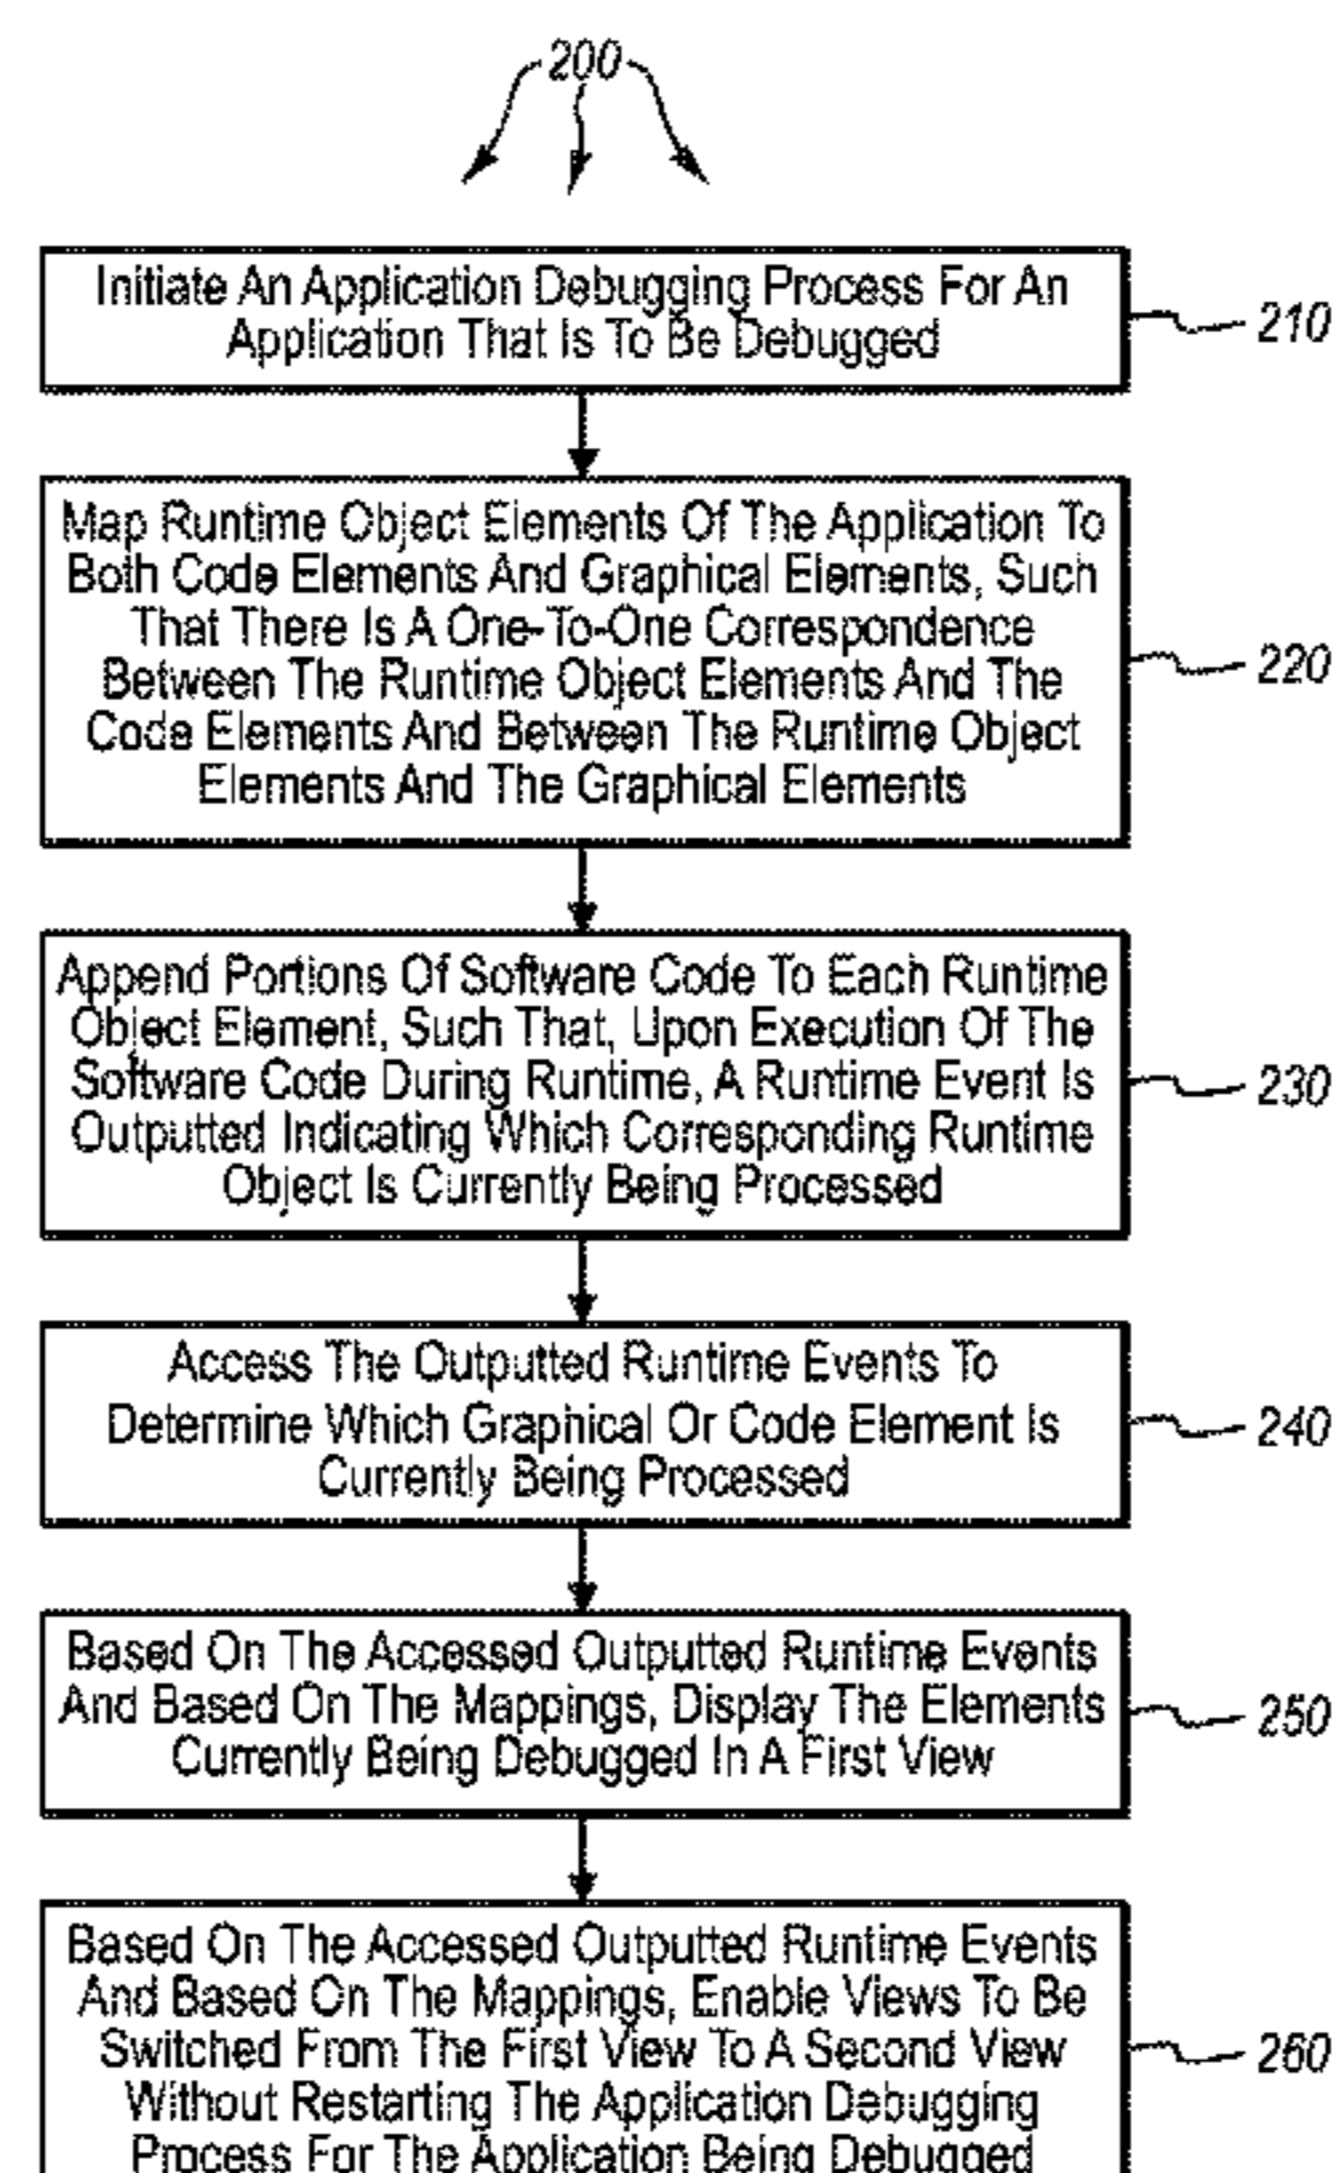 200
Initiate An Application Debugging Process For An
Application That Is To Be Debugged
210
Map Runtime Object Elements Of The Application To
Both Code Elements And Graphical Elements, Such
That There Is A One-To-One Correspondence
Between The Runtime Object Elements And The
Code Elements And Between The Runtime Object
Elements And The Graphical Elements
220
Append Portions Of Software Code To Each Runtime
Object Element, Such That, Upon Execution Of The
Software Code During Runtime, A Runtime Event Is
Outputted Indicating Which Corresponding Runtime
Object Is Currently Being Processed
230
Access The Outputted Runtime Events To
Determine Which Graphical Or Code Element Is
Currently Being Processed
240
Based On The Accessed Outputted Runtime Events
And Based On The Mappings, Display The Elements
Currently Being Debugged In A First View
250
Based On The Accessed Outputted Runtime Events
And Based On The Mappings, Enable Views To Be
Switched From The First View To A Second View
Without Restarting The Application Debugging
Process For The Application Being Debugged
260